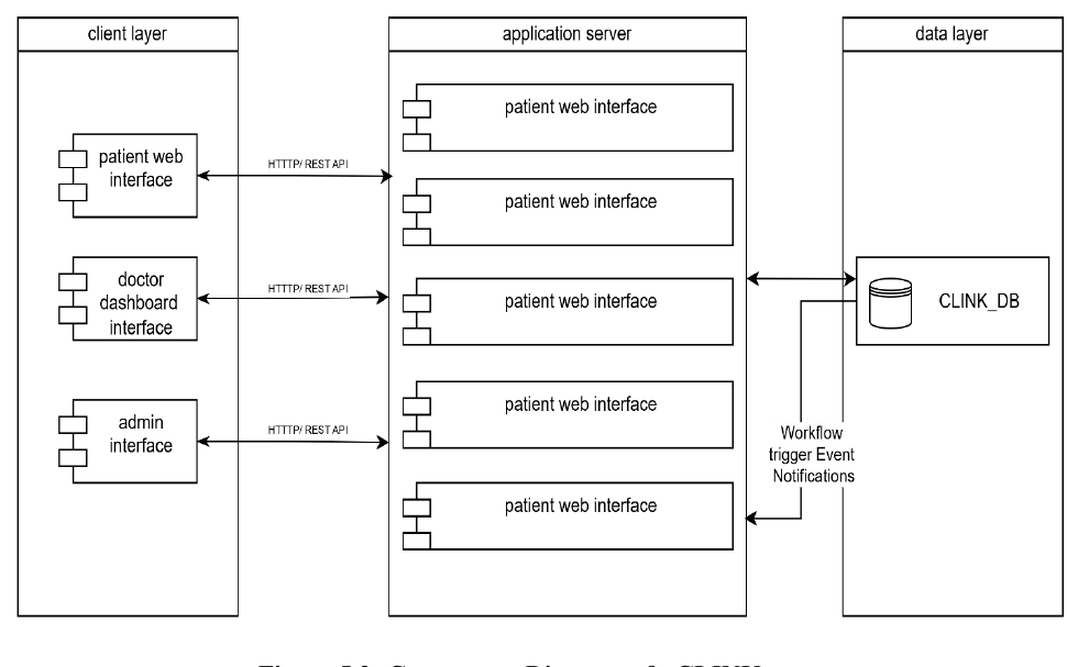 client layer
application server
data layer
patient web
interface
HTTTP/ REST API
doctor
dashboard
interface
HTTTP/ REST API
admin
interface
HTTTP/ REST API
patient web interface
patient web interface
patient web interface
patient web interface
patient web interface
CLINK_DB
Workflow
trigger Event
Notifications